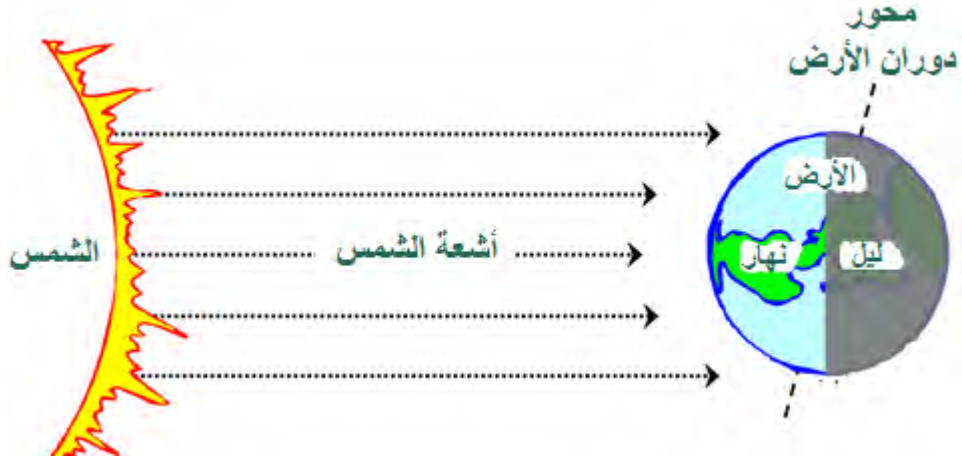 محور
دوران الأرض
الأرض
الشمس
أشعة الشمس
نهار
ليل